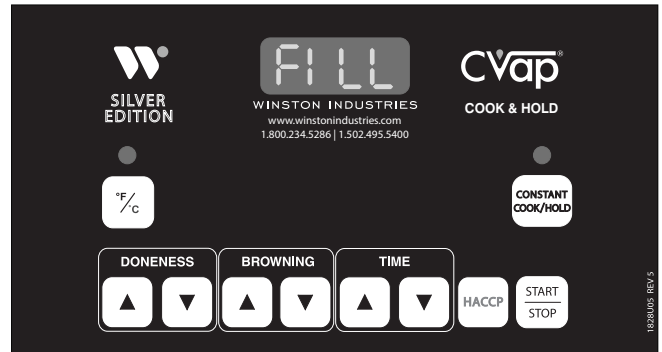 SILVER
EDITION
FILL
WINSTON INDUSTRIES
www.winstonindustries.com
1.800.234.5286 | 1.502.495.5400
CVap®
COOK & HOLD
°F/°C
CONSTANT
COOK/HOLD
DONENESS
BROWNING
TIME
▲ ▼ ▲ ▼ ▲ ▼
HACCP
START
STOP
1828U05 REV 5